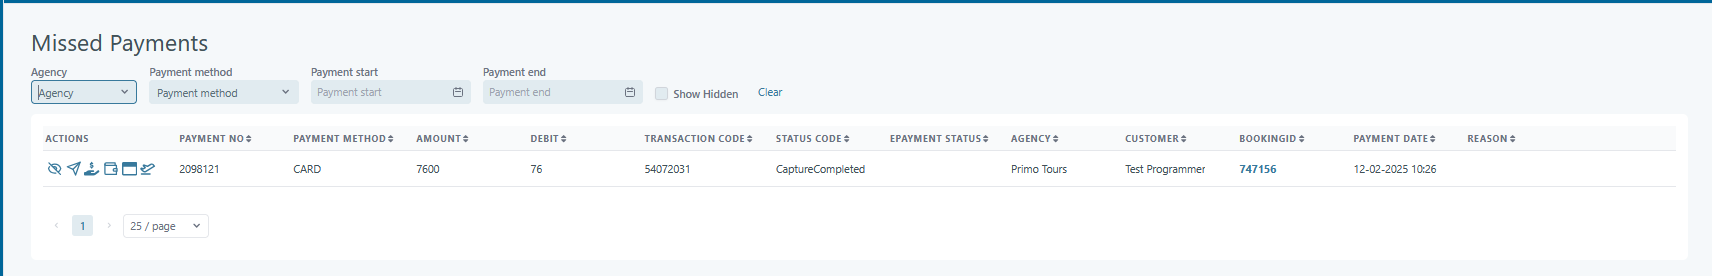 Missed Payments
Agency Payment method Payment start Payment end
Agency Payment method Payment start Payment end Show Hidden Clear
ACTIONS PAYMENT NO PAYMENT METHOD AMOUNT DEBIT TRANSACTION CODE STATUS CODE EPAYMENT STATUS AGENCY CUSTOMER BOOKINGID PAYMENT DATE REASON
2098121 CARD 7600 76 54072031 CaptureCompleted Primo Tours Test Programmer 747156 12-02-2025 10:26
1 25 / page